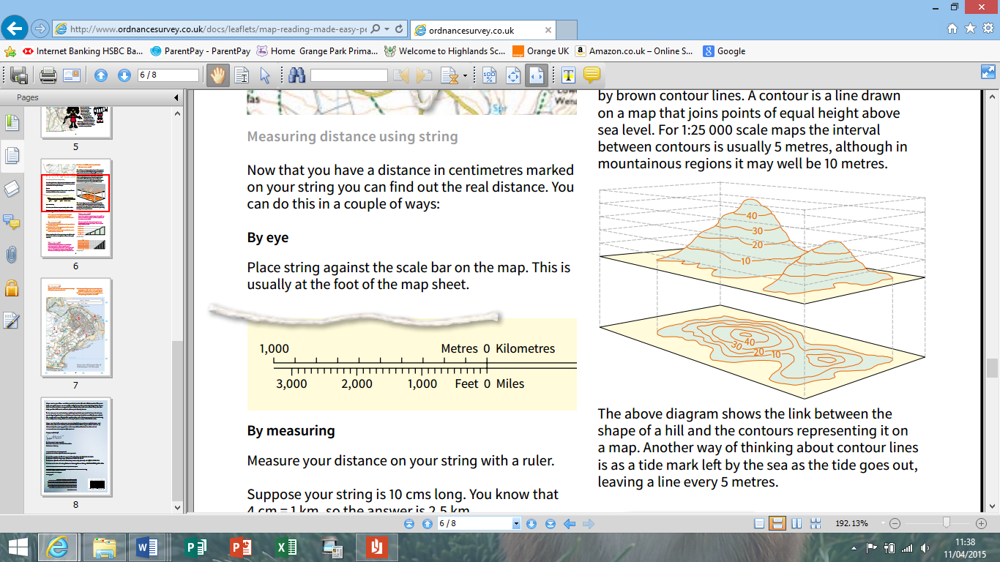 http://www.ordnancesurvey.co.uk/docs/leaflets/map-reading-made-easy-pe
ordnancesurvey.co.uk
Internet Banking HSBC Ba...
ParentPay - ParentPay
Home Grange Park Prima...
Welcome to Highlands Sc...
Orange UK
Amazon.co.uk – Online S...
Google
6 / 8
Pages
5
6
7
8
Measuring distance using string
Now that you have a distance in centimetres marked
on your string you can find out the real distance. You
can do this in a couple of ways:
By eye
Place string against the scale bar on the map. This is
usually at the foot of the map sheet.
1,000 Metres 0 Kilometres
3,000 2,000 1,000 Feet 0 Miles
By measuring
Measure your distance on your string with a ruler.
Suppose your string is 10 cms long. You know that
4 cm = 1 km, so the answer is 2.5 km
by brown contour lines. A contour is a line drawn
on a map that joins points of equal height above
sea level. For 1:25 000 scale maps the interval
between contours is usually 5 metres, although in
mountainous regions it may well be 10 metres.
40
30
20
10
30 40
20 10
The above diagram shows the link between the
shape of a hill and the contours representing it on
a map. Another way of thinking about contour lines
is as a tide mark left by the sea as the tide goes out,
leaving a line every 5 metres.
6 / 8
192.13%
11:38
11/04/2015